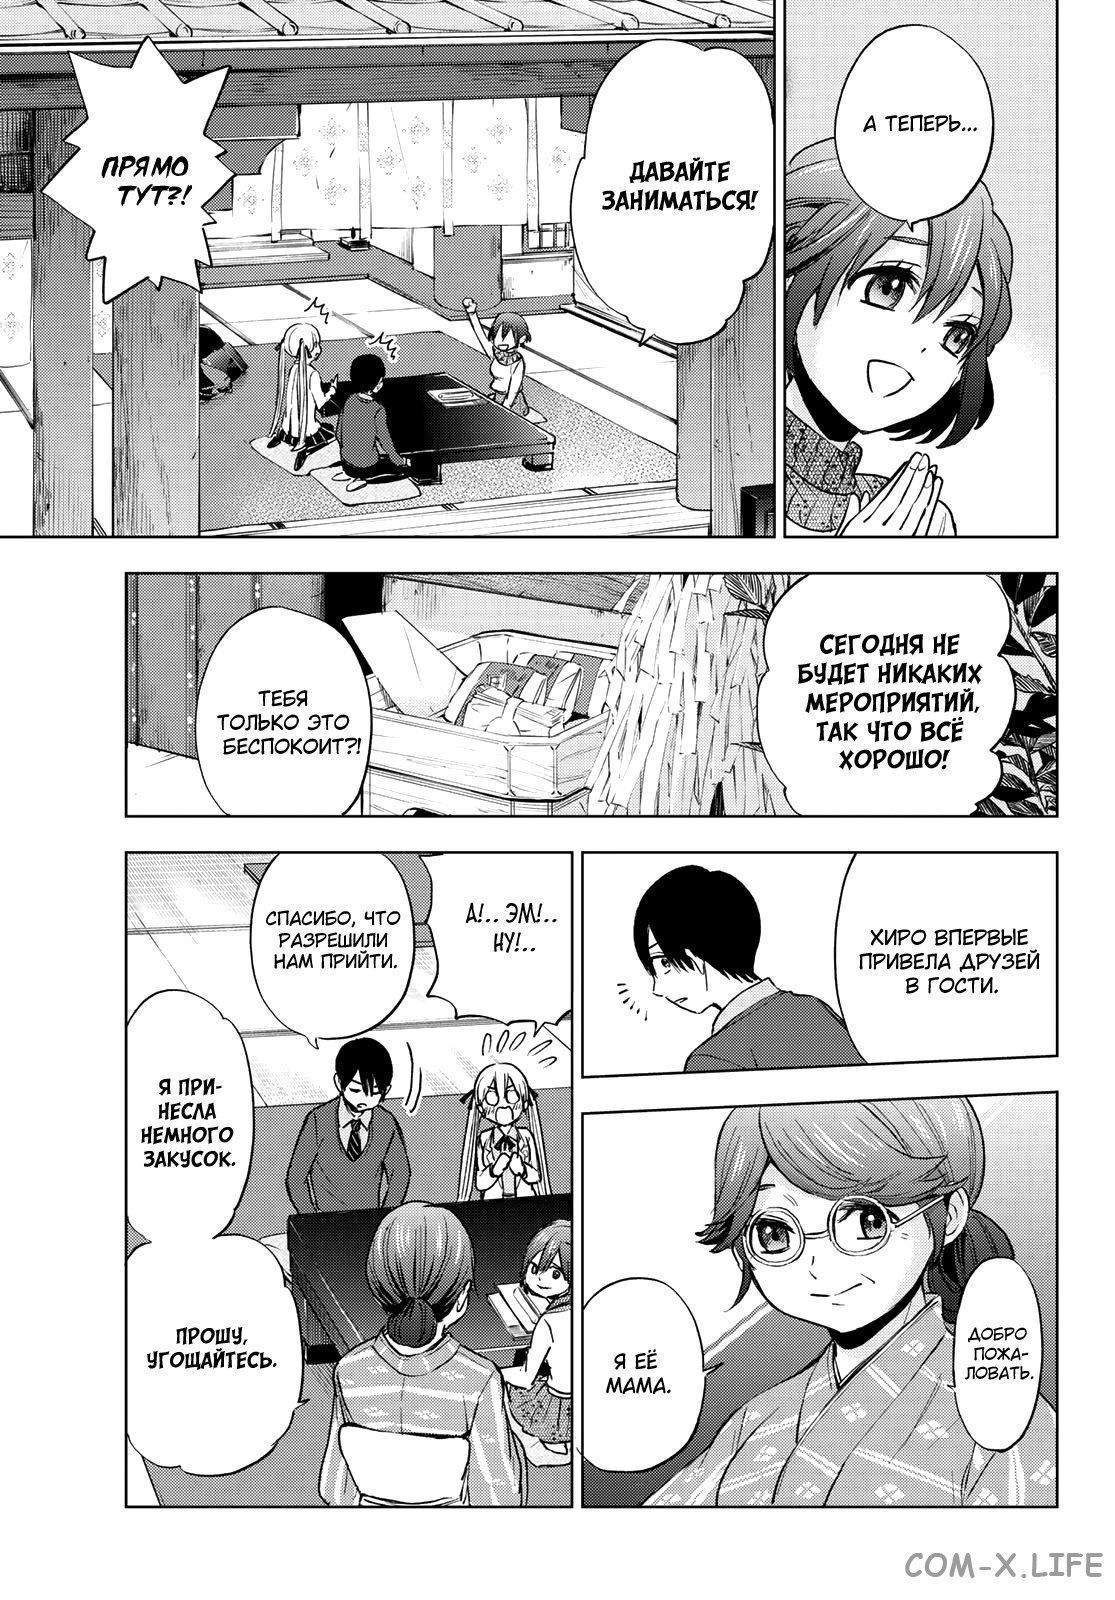 А ТЕПЕРЬ...
ДАВАЙТЕ
ЗАНИМАТЬСЯ!
ПРЯМО
ТУТ?!
СЕГОДНЯ НЕ
БУДЕТ НИКАКИХ
МЕРОПРИЯТИЙ,
ТАК ЧТО ВСЁ
ХОРОШО!
ТЕБЯ
ТОЛЬКО ЭТО
БЕСПОКОИТ?!
ХИРО ВПЕРВЫЕ
ПРИВЕЛА ДРУЗЕЙ
В ГОСТИ.
ДОБРО
ПОЖА-
ЛОВАТЬ.
Я ЕЁ
МАМА.
А!.. ЭМ!..
НУ!..
СПАСИБО, ЧТО
РАЗРЕШИЛИ
НАМ ПРИЙТИ.
Я ПРИ-
НЕСЛА
НЕМНОГО
ЗАКУСОК.
ПРОШУ,
УГОЩАЙТЕСЬ.
COM-X.LIFE